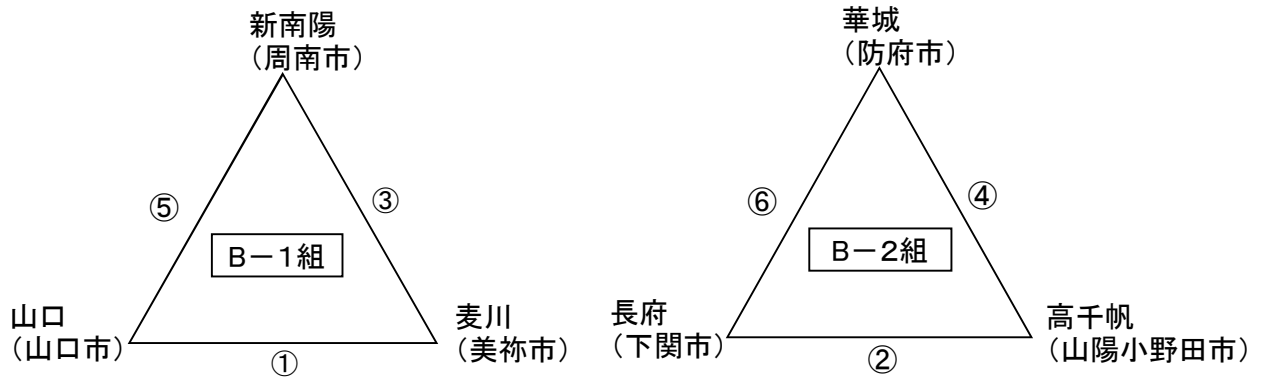 新南陽
（周南市）
⑤
③
B－1組
山口
（山口市）
麦川
（美祢市）
①
華城
（防府市）
⑥
④
B－2組
長府
（下関市）
高千帆
（山陽小野田市）
②